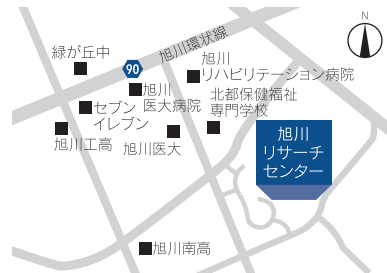 N
旭川環状線
緑が丘中
90
旭川
リハビリテーション病院
旭川
医大病院
北都保健福祉
専門学校
セブン
イレブン
旭川工高
旭川医大
旭川
リサーチ
センター
旭川南高